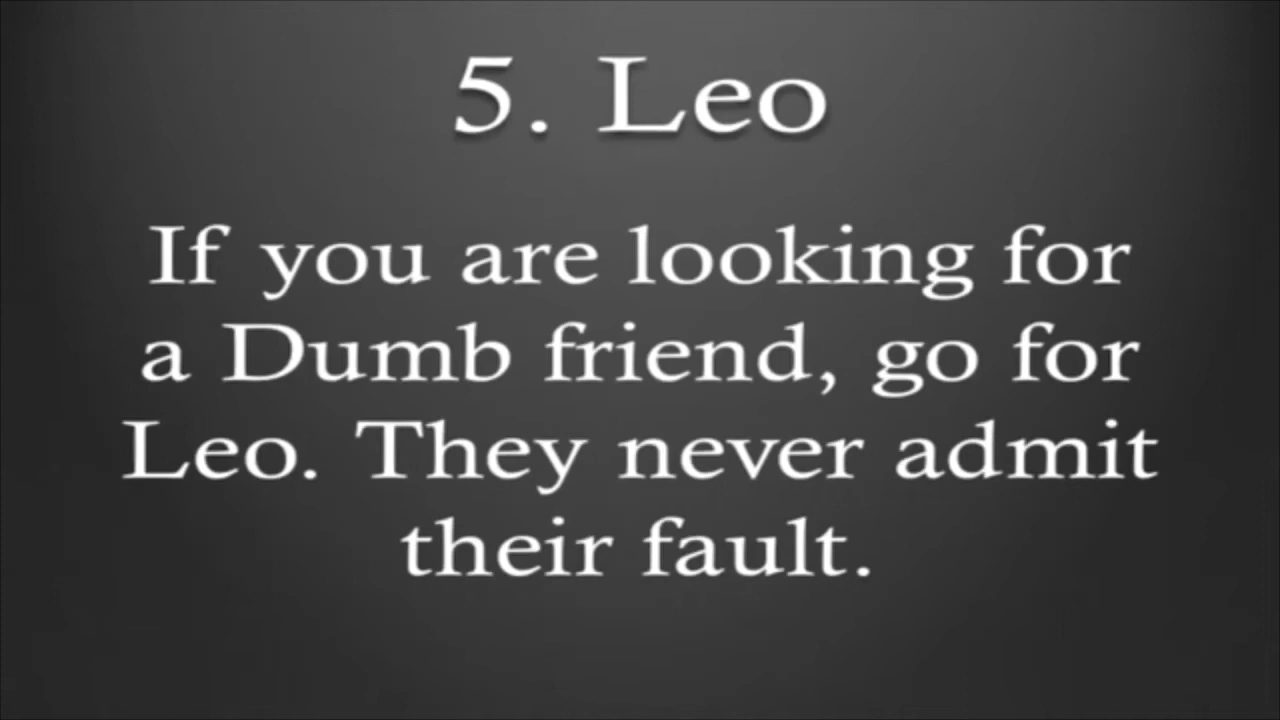 5. Leo
If you are looking for
a Dumb friend, go for
Leo. They never admit
their fault.